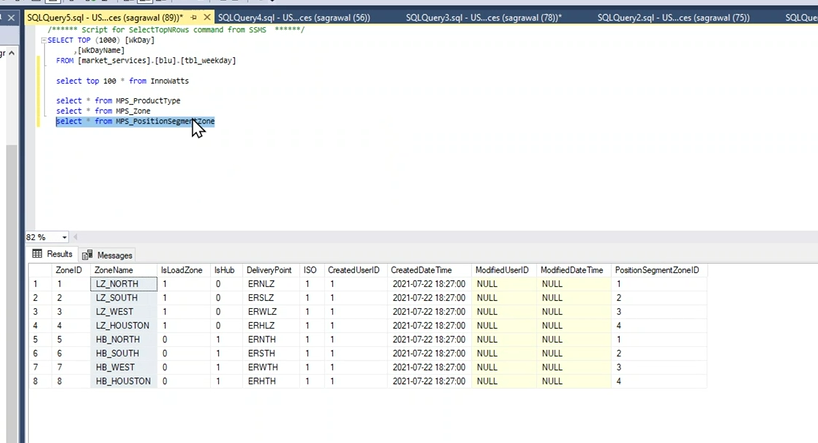 SQLQuery5.sql - US...ces (sagrawal (89))* SQLQuery4.sql - US...ces (sagrawal (56)) SQLQuery3.sql - US...ces (sagrawal (78))* SQLQuery2.sql - US...ces (sagrawal (75)) SQLQue
/****** Script for SelectTopNRows command from SSMS ******/
SELECT TOP (1000) [WkDay]
,[WkDayName]
FROM [market_services].[blu].[tbl_weekday]
select top 100 * from InnoWatts
select * from MPS_ProductType
select * from MPS_Zone
select * from MPS_PositionSegmentZone
82 %
Results Messages
ZoneID ZoneName IsLoadZone IsHub DeliveryPoint ISO CreatedUserID CreatedDateTime ModifiedUserID ModifiedDateTime PositionSegmentZoneID
1 1 LZ_NORTH 1 0 ERNLZ 1 1 2021-07-22 18:27:00 NULL NULL 1
2 2 LZ_SOUTH 1 0 ERSLZ 1 1 2021-07-22 18:27:00 NULL NULL 2
3 3 LZ_WEST 1 0 ERWLZ 1 1 2021-07-22 18:27:00 NULL NULL 3
4 4 LZ_HOUSTON 1 0 ERHLZ 1 1 2021-07-22 18:27:00 NULL NULL 4
5 5 HB_NORTH 0 1 ERNTH 1 1 2021-07-22 18:27:00 NULL NULL 1
6 6 HB_SOUTH 0 1 ERSTH 1 1 2021-07-22 18:27:00 NULL NULL 2
7 7 HB_WEST 0 1 ERWTH 1 1 2021-07-22 18:27:00 NULL NULL 3
8 8 HB_HOUSTON 0 1 ERHTH 1 1 2021-07-22 18:27:00 NULL NULL 4